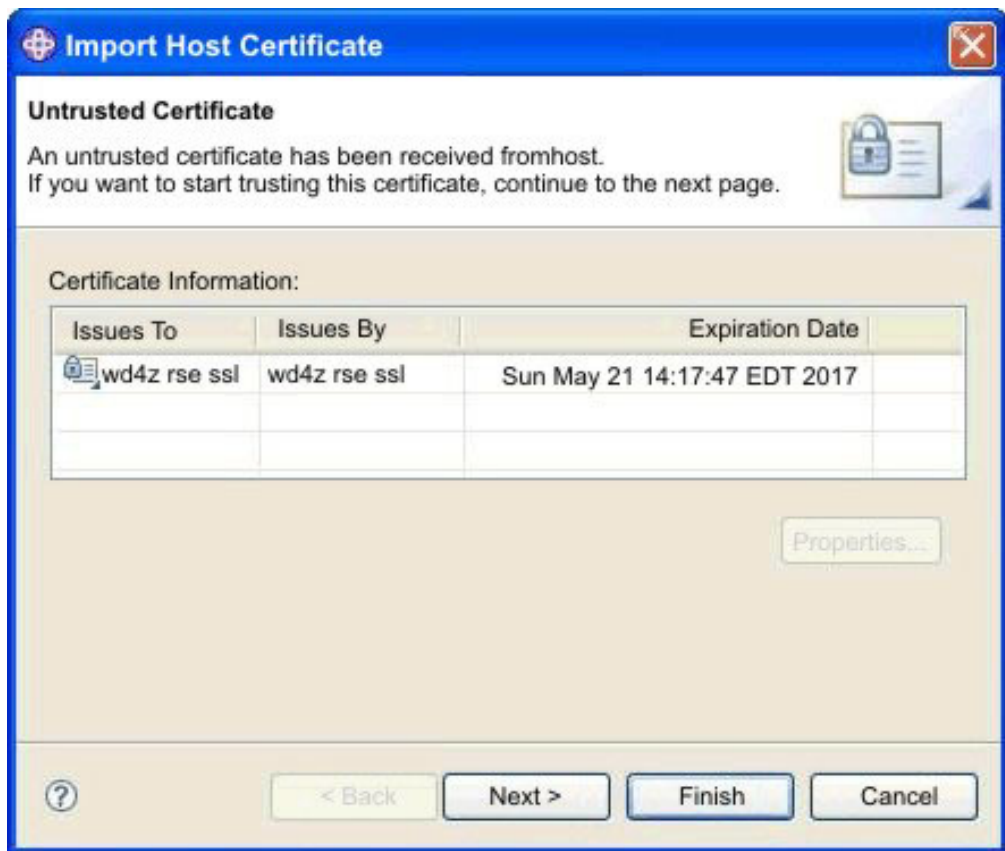 Import Host Certificate
Untrusted Certificate
An untrusted certificate has been received fromhost.
If you want to start trusting this certificate, continue to the next page.
Certificate Information:
Issues To Issues By Expiration Date
wd4z rse ssl wd4z rse ssl Sun May 21 14:17:47 EDT 2017
Properties...
? < Back Next > Finish Cancel